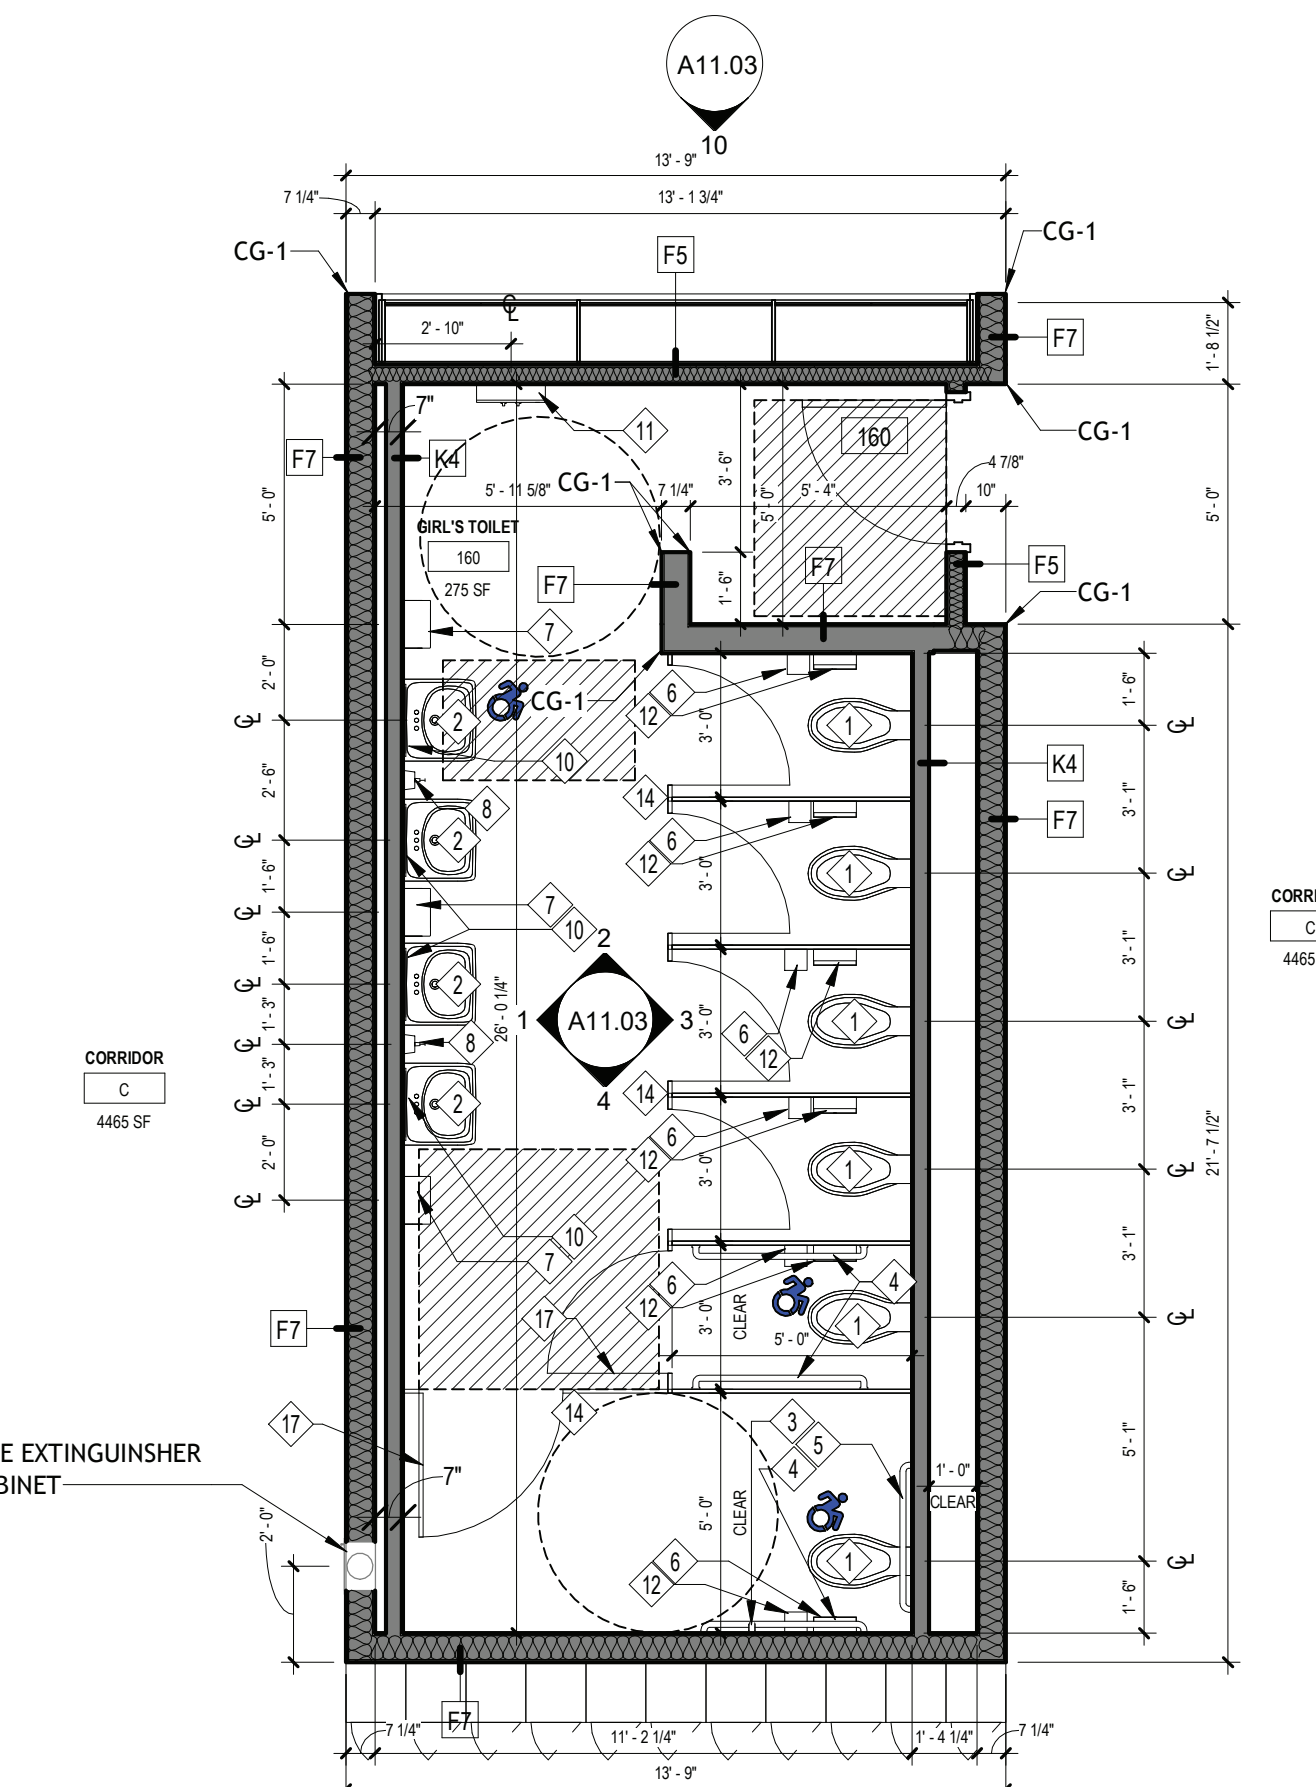 A11.03
10
13' - 9"
7 1/4"
13' - 1 3/4"
CG-1
CG-1
F5
2' - 10"
F7
1' - 8 1/2"
7"
11
160
CG-1
F7
K4
3' - 6"
4 7/8"
5' - 0"
5' - 11 5/8"
CG-1
7 1/4"
5' - 0"
5' - 4"
10"
5' - 0"
GIRL'S TOILET
160
275 SF
F7
1' - 6"
F7
F5
CG-1
7
2' - 0"
CG-1
6
12
3' - 0"
1' - 6"
2
1
10
K4
2' - 6"
14
3' - 1"
8
F7
2
6
12
3' - 0"
1
1' - 6"
7
10
CORRI
C
4465
1' - 6"
2
3' - 1"
2
1
A11.03
3
4
26' - 0 1/4"
3' - 0"
1
6
12
1' - 3"
8
CORRIDOR
C
4465 SF
1' - 3"
2
14
3' - 1"
6
12
3' - 0"
1
2' - 0"
21' - 7 1/2"
10
7
3' - 1"
6
12
4
F7
17
3' - 0"
CLEAR
5' - 0"
1
17
14
3
5
4
5' - 1"
E EXTINGUINSHER
BINET
7"
1' - 0"
CLEAR
2' - 0"
5' - 0"
CLEAR
6
12
1
1' - 6"
F7
7 1/4"
11' - 2 1/4"
1' - 4 1/4"
7 1/4"
13' - 9"